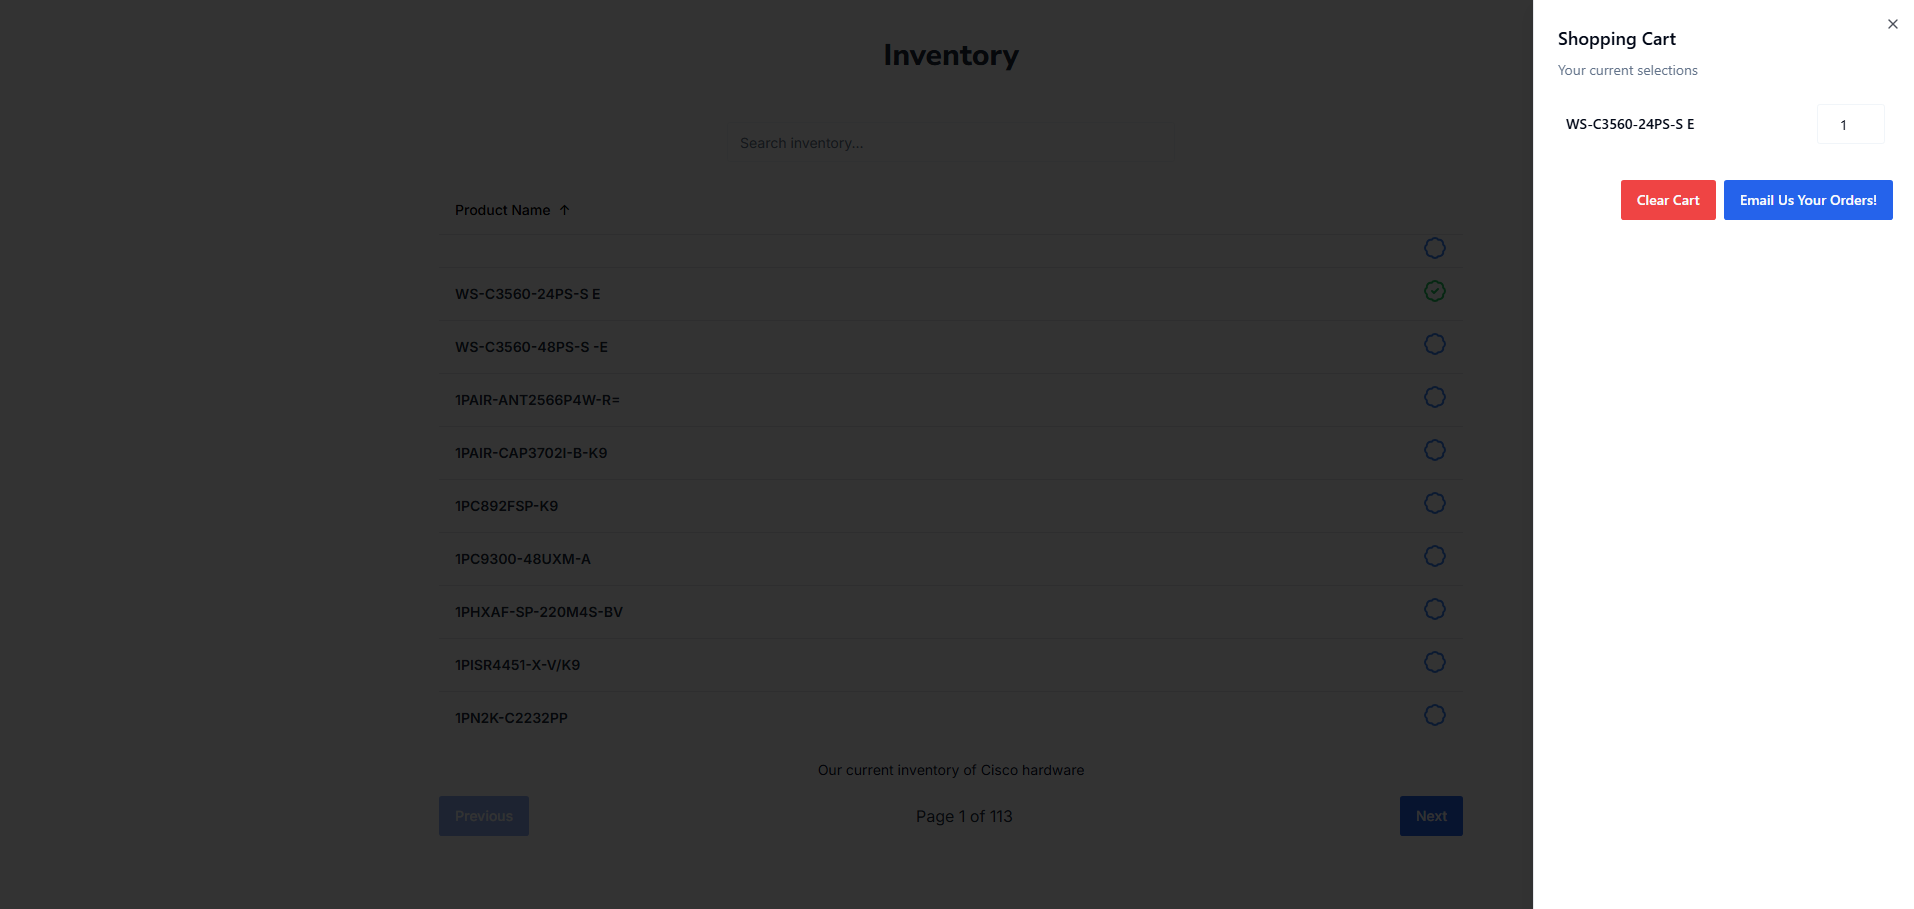 Inventory
Search inventory...
Product Name ↑
WS-C3560-24PS-S E
WS-C3560-48PS-S -E
1PAIR-ANT2566P4W-R=
1PAIR-CAP3702I-B-K9
1PC892FSP-K9
1PC9300-48UXM-A
1PHXAF-SP-220M4S-BV
1PISR4451-X-V/K9
1PN2K-C2232PP
Our current inventory of Cisco hardware
Previous
Page 1 of 113
Next
Shopping Cart
Your current selections
WS-C3560-24PS-S E 1
Clear Cart Email Us Your Orders!